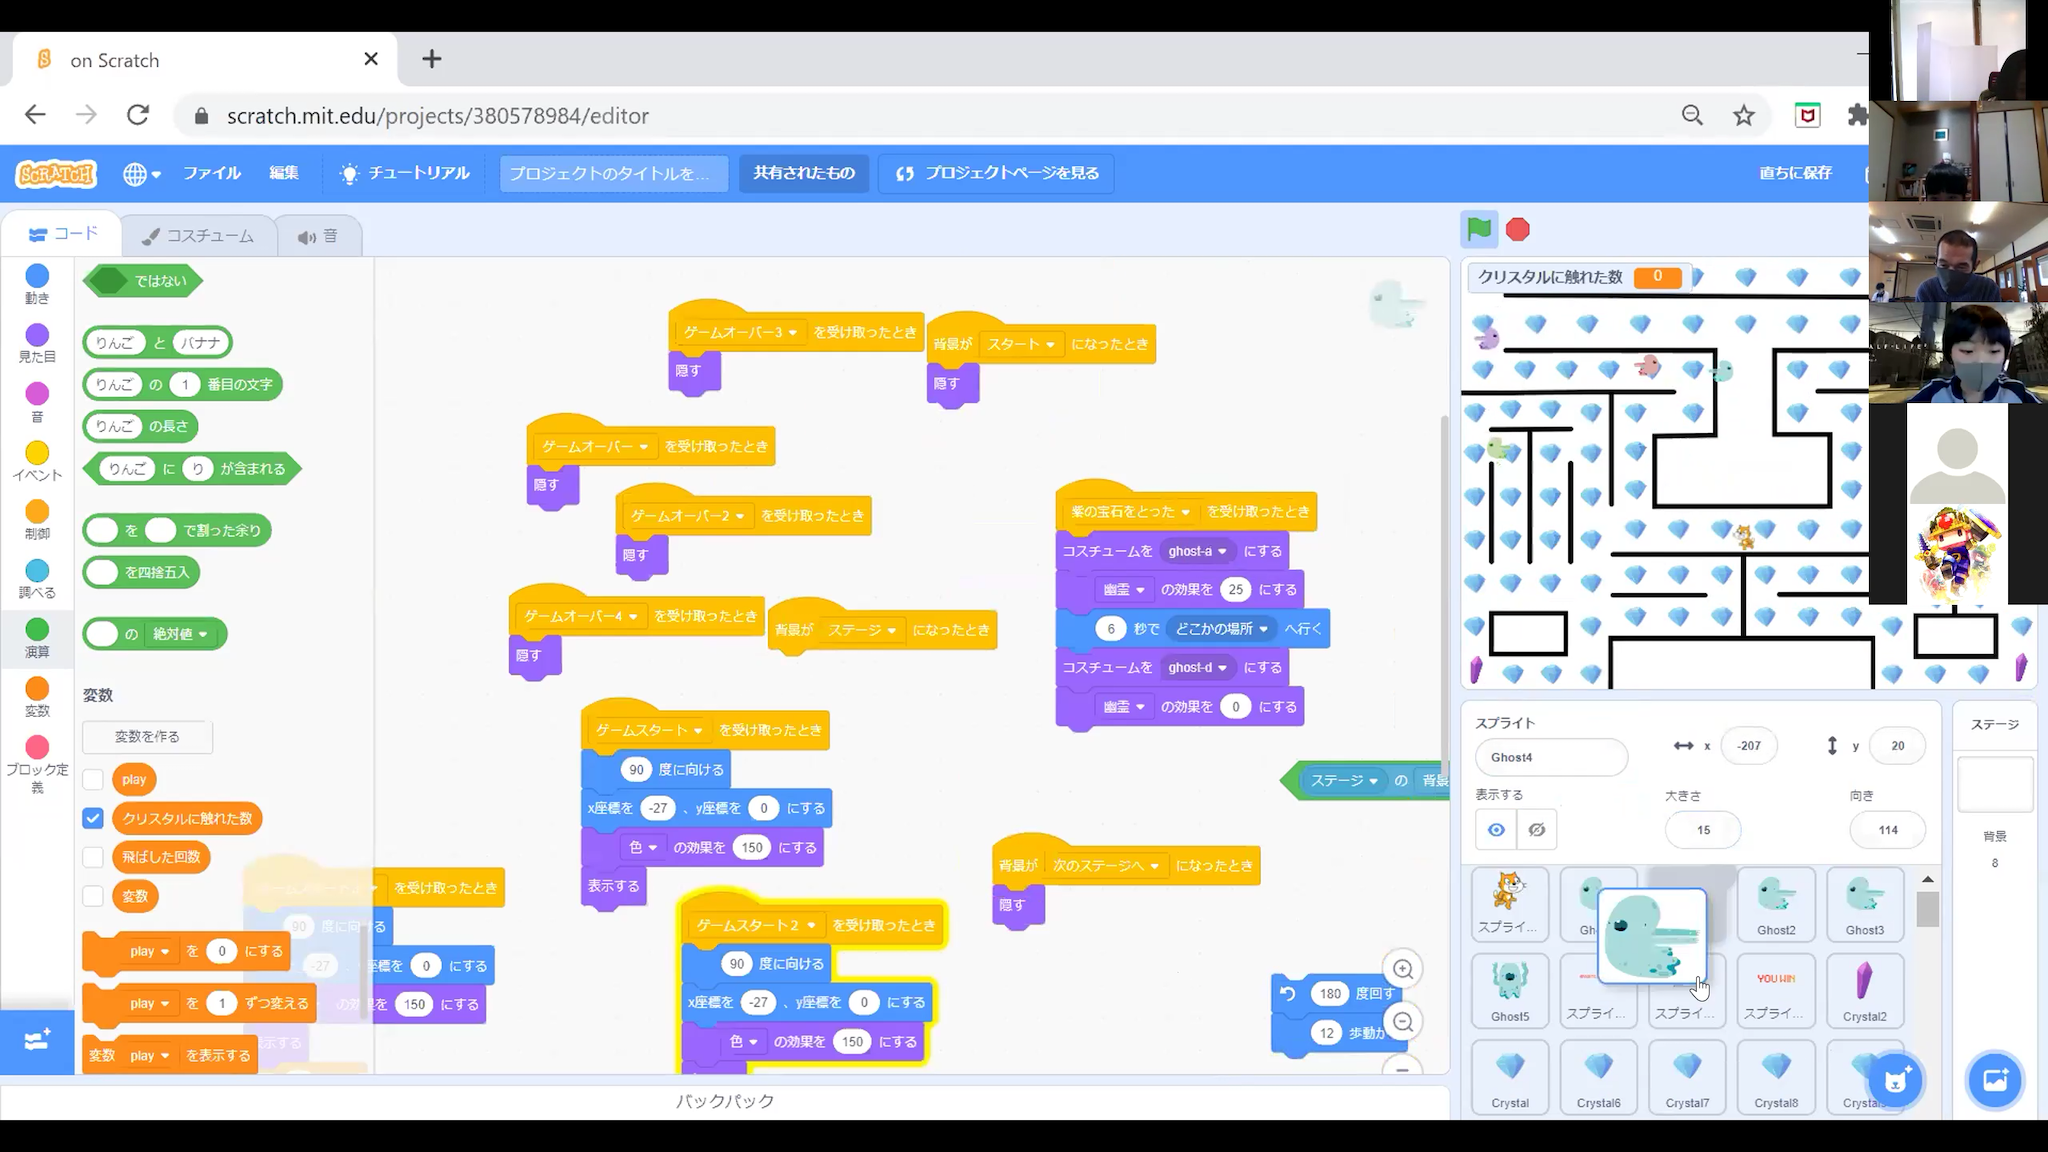 on Scratch
scratch.mit.edu/projects/380578984/editor
SCRATCH
ファイル
編集
チュートリアル
プロジェクトのタイトルを...
共有されたもの
プロジェクトページを見る
直ちに保存
コード
コスチューム
音
動き
見た目
音
イベント
制御
調べる
演算
変数
ブロック定義
ではない
りんご と バナナ
りんご の 1 番目の文字
りんご の長さ
りんご に り が含まれる
を で割った余り
を四捨五入
の 絶対値
変数
変数を作る
play
クリスタルに触れた数
飛ばした回数
変数
play を 0 にする
play を 1 ずつ変える
変数 play を表示する
ゲームオーバー3 を受け取ったとき
隠す
背景が スタート になったとき
隠す
ゲームオーバー を受け取ったとき
隠す
ゲームオーバー2 を受け取ったとき
隠す
ゲームオーバー4 を受け取ったとき
隠す
背景が ステージ になったとき
ゲームスタート を受け取ったとき
90 度に向ける
x座標を -27 、y座標を 0 にする
色 の効果を 150 にする
表示する
を受け取ったとき
90 度に向ける
-27 座標を 0 にする
の効果を 150 にする
表示する
ゲームスタート2 を受け取ったとき
90 度に向ける
x座標を -27 、y座標を 0 にする
色 の効果を 150 にする
紫の宝石をとった を受け取ったとき
コスチュームを ghost-a にする
幽霊 の効果を 25 にする
6 秒で どこかの場所 へ行く
コスチュームを ghost-d にする
幽霊 の効果を 0 にする
ステージ の 背景
背景が 次のステージへ になったとき
隠す
180 度回す
12 歩動か
バックパック
クリスタルに触れた数 0
スプライト
Ghost4
x -207
y 20
表示する
大きさ
15
向き
114
ステージ
背景
8
スプライ...
Gh
Ghost2
Ghost3
Ghost5
スプライ...
スプライ...
YOU WIN
スプライ...
Crystal2
Crystal
Crystal6
Crystal7
Crystal8
Crystal